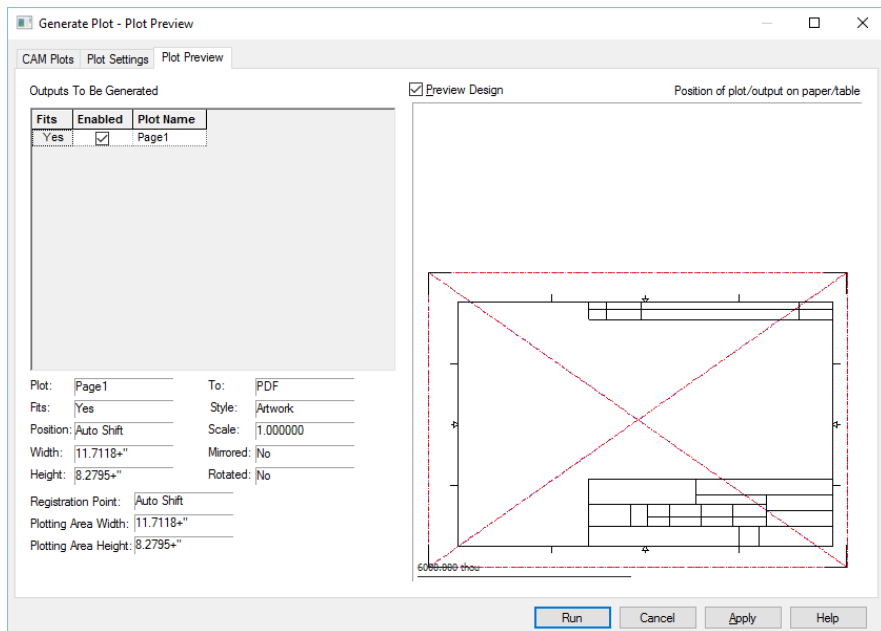 Generate Plot - Plot Preview
CAM Plots Plot Settings Plot Preview
Outputs To Be Generated
Fits Enabled Plot Name
Yes Page1
Plot: Page1 To: PDF
Fits: Yes Style: Artwork
Position: Auto Shift Scale: 1.000000
Width: 11.7118+" Mirrored: No
Height: 8.2795+" Rotated: No
Registration Point: Auto Shift
Plotting Area Width: 11.7118+"
Plotting Area Height: 8.2795+"
Preview Design Position of plot/output on paper/table
6000.000 thou
Run Cancel Apply Help